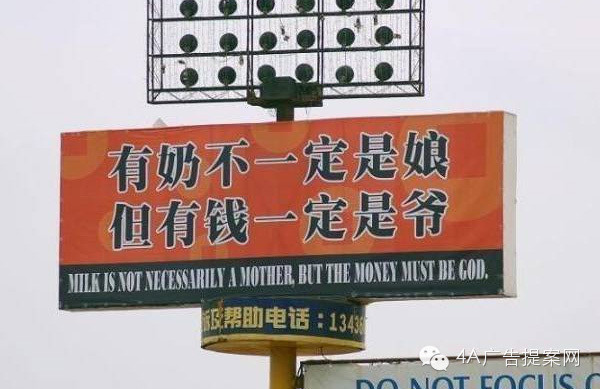 有奶不一定是娘
但有钱一定是爷
MILK IS NOT NECESSARILY A MOTHER, BUT THE MONEY MUST BE GOD.
帮助电话:1343
4A广告提案网
DO NOT FOCUS